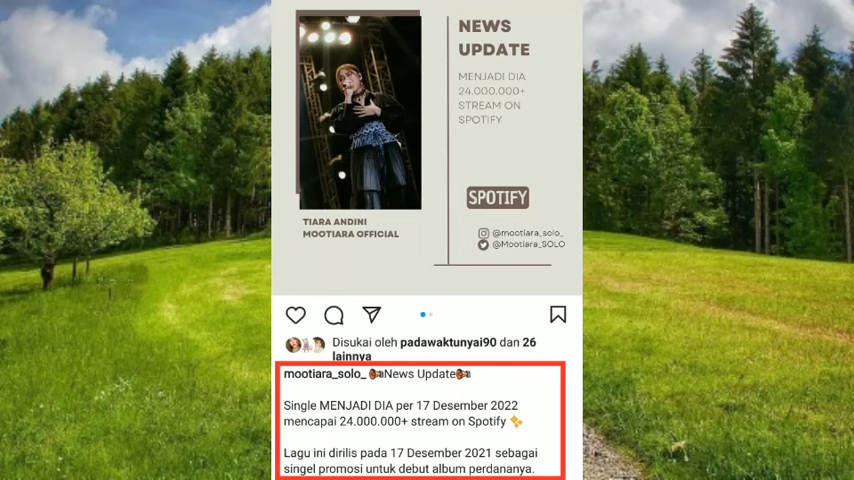 NEWS
UPDATE
MENJADI DIA
24.000.000+
STREAM ON
SPOTIFY
SPOTIFY
TIARA ANDINI
MOOTIARA OFFICIAL
@mootiara_solo_
@Mootiara_SOLO
Disukai oleh padawaktunyai90 dan 26
lainnya
mootiara_solo_ News Update
Single MENJADI DIA per 17 Desember 2022
mencapai 24.000.000+ stream on Spotify ✨
Lagu ini dirilis pada 17 Desember 2021 sebagai
singel promosi untuk debut album perdananya.